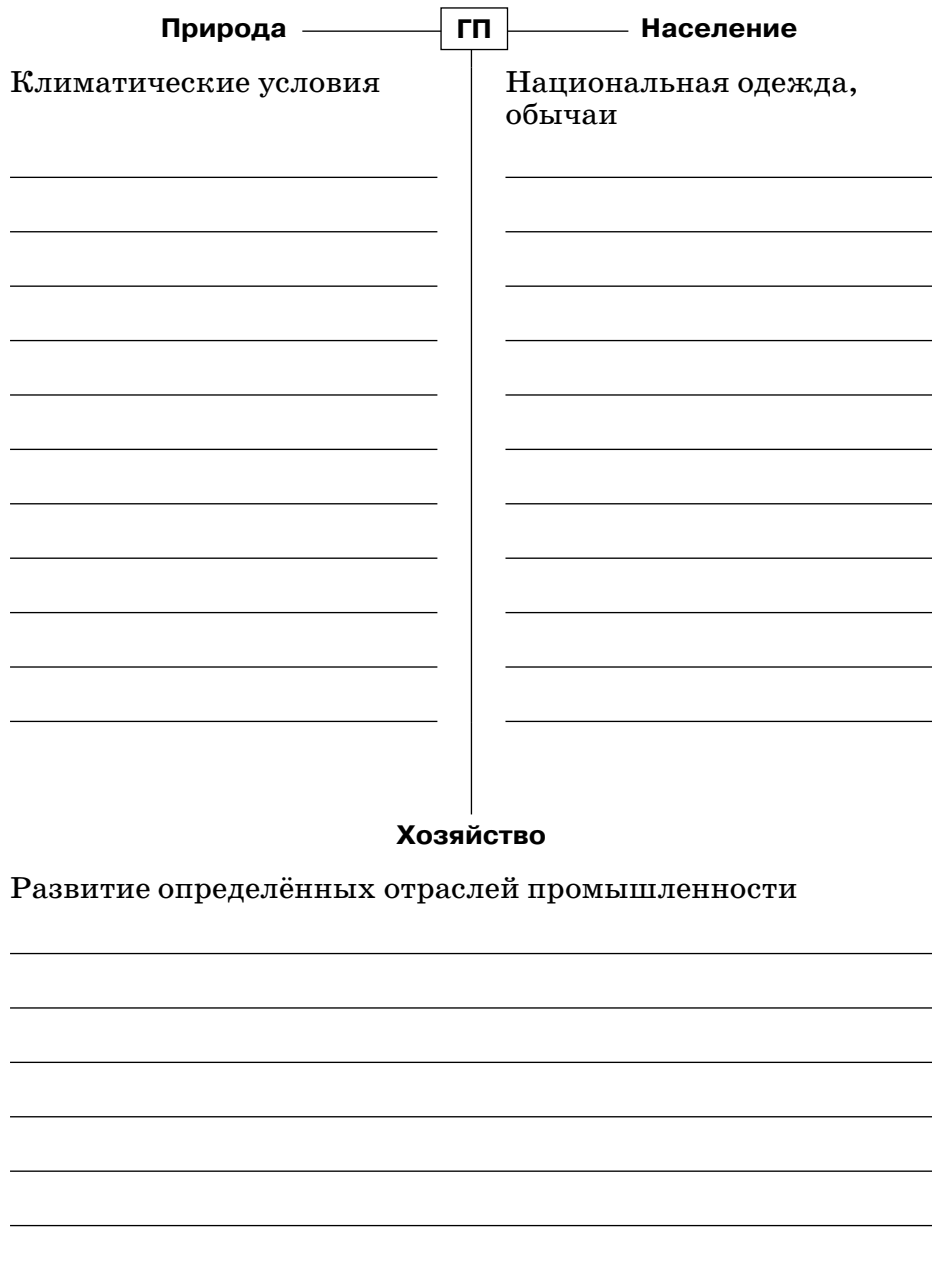 Природа ГП Население
Климатические условия
Национальная одежда,
обычаи
Хозяйство
Развитие определённых отраслей промышленности